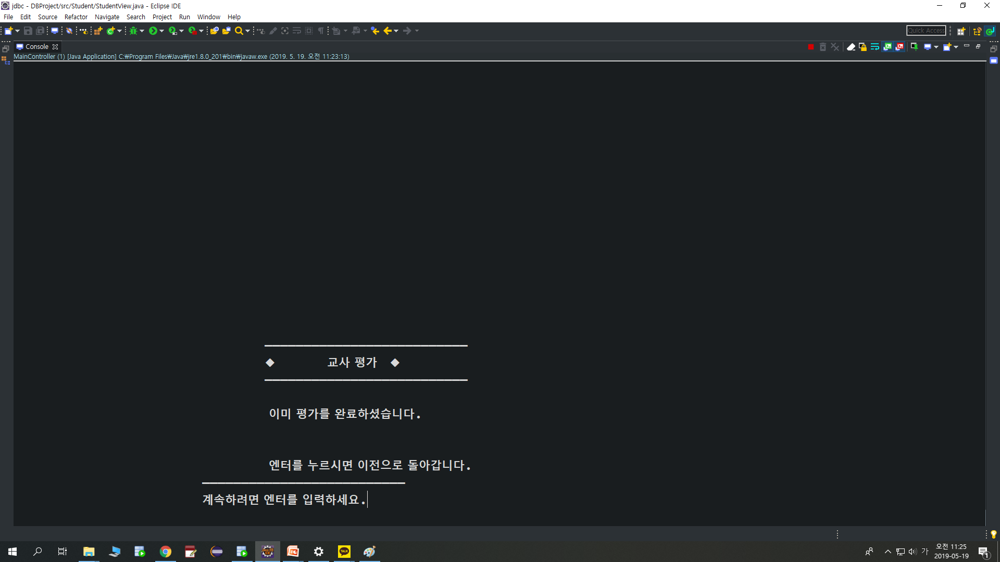 jdbc - DBProject/src/Student/StudentView.java - Eclipse IDE
File Edit Source Refactor Navigate Search Project Run Window Help
Quick Access
Console
MainController (1) [Java Application] C:₩Program Files₩Java₩jre1.8.0_201₩bin₩javaw.exe (2019. 5. 19. 오전 11:23:13)
◆ 교사 평가 ◆
이미 평가를 완료하셨습니다.
엔터를 누르시면 이전으로 돌아갑니다.
계속하려면 엔터를 입력하세요.
TALK
가
오전 11:25
2019-05-19
1